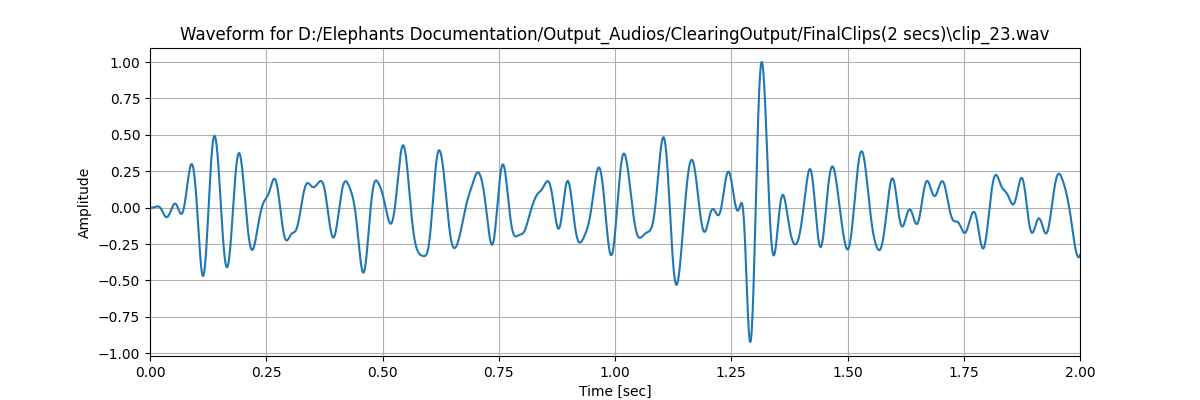 Waveform for D:/Elephants Documentation/Output_Audios/ClearingOutput/FinalClips(2 secs)\clip_23.wav
1.00
0.75
0.50
0.25
0.00
−0.25
−0.50
−0.75
−1.00
Amplitude
0.00 0.25 0.50 0.75 1.00 1.25 1.50 1.75 2.00
Time [sec]